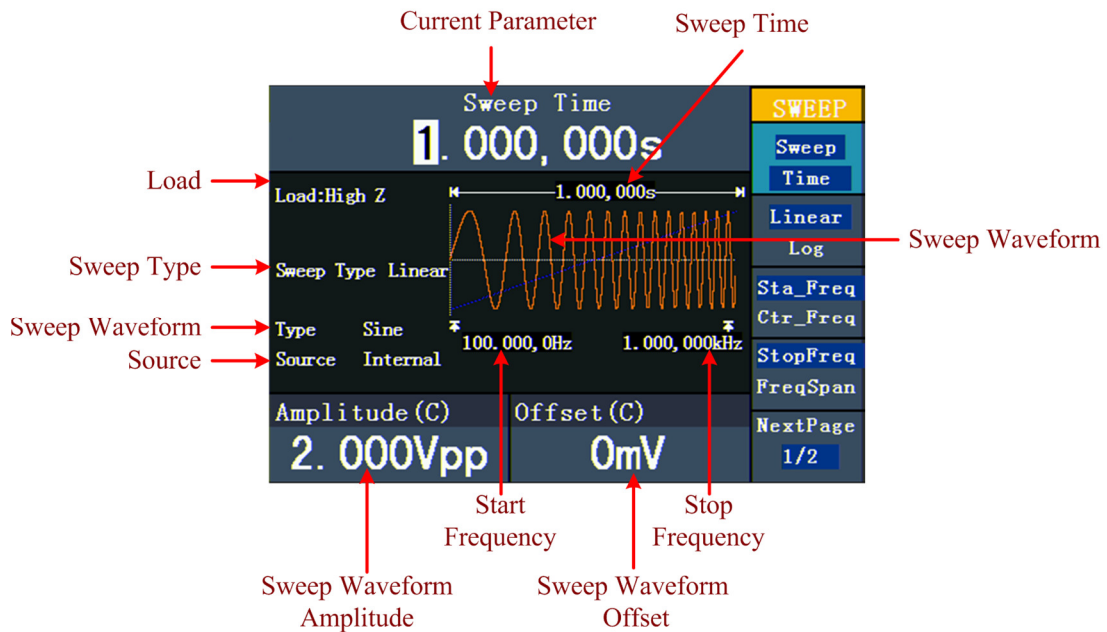 Current Parameter
Sweep Time
Sweep Time
1.000,000s
SWEEP
Sweep
Time
Load
Load:High Z
1.000,000s
Linear
Log
Sweep Waveform
Sweep Type
Sweep Type Linear
Sta_Freq
Ctr_Freq
Sweep Waveform
Type Sine
100.000,0Hz
1.000,000kHz
Source
Source Internal
StopFreq
FreqSpan
Amplitude(C)
2.000Vpp
Offset(C)
0mV
NextPage
1/2
Start
Frequency
Stop
Frequency
Sweep Waveform
Amplitude
Sweep Waveform
Offset